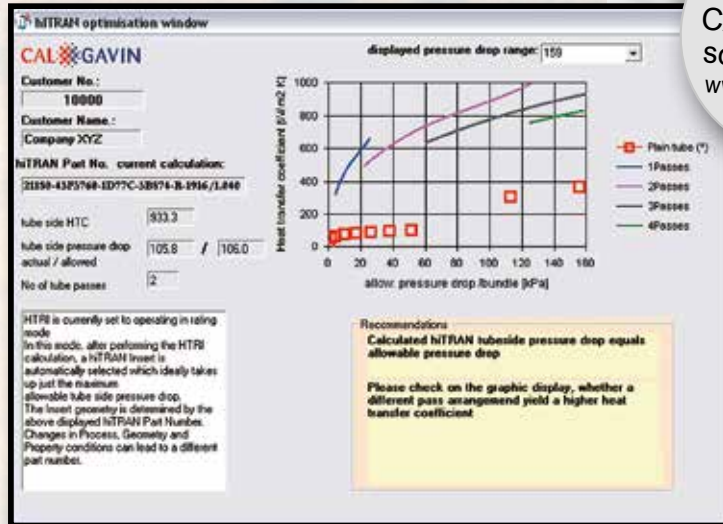 hiTRAN optimisation window
C
CAL GAVIN
displayed pressure drop range: 159
Customer No.:
10000
Customer Name.:
Company XYZ
hiTRAN Part No. current calculation:
tube side HTC
933.3
tube side pressure drop
actual / allowed
105.8 / 106.0
No of tube passes
2
Heat transfer coefficient [W/m2 K]
1000
800
600
400
200
0
0 20 40 60 80 100 120 140 160
allow. pressure drop /bundle [kPa]
Plain tube (*)
1Passes
2Passes
3Passes
4Passes
HTRI is currently set to operating in rating
mode
In this mode, after performing the HTRI
calculation, a hiTRAN Insert is
automatically selected which ideally takes
up just the maximum
allowable tube side pressure drop.
The Insert geometry is determined by the
above displayed hiTRAN Part Number.
Changes in Process, Geometry and
Property conditions can lead to a different
part number.
Recommendations
Calculated hiTRAN tubeside pressure drop equals
allowable pressure drop
Please check on the graphic display, whether a
different pass arrangemend yield a higher heat
transfer coefficient